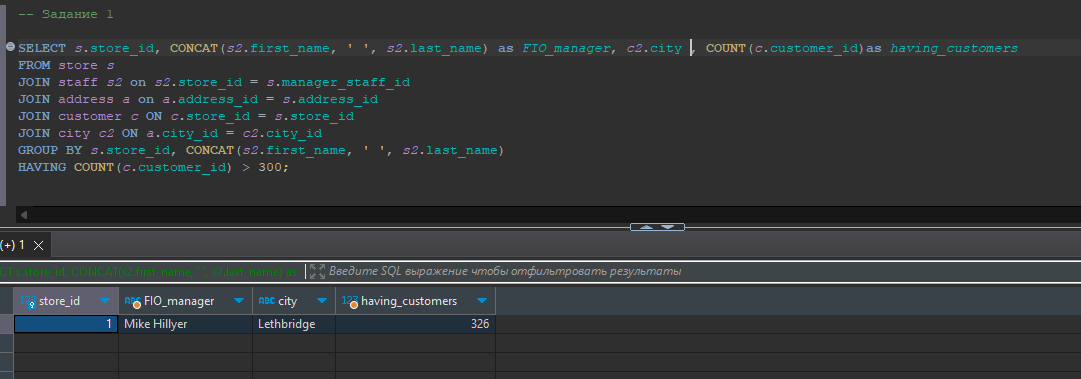 -- Задание 1
SELECT s.store_id, CONCAT(s2.first_name, ' ', s2.last_name) as FIO_manager, c2.city , COUNT(c.customer_id)as having_customers
FROM store s
JOIN staff s2 on s2.store_id = s.manager_staff_id
JOIN address a on a.address_id = s.address_id
JOIN customer c ON c.store_id = s.store_id
JOIN city c2 ON a.city_id = c2.city_id
GROUP BY s.store_id, CONCAT(s2.first_name, ' ', s2.last_name)
HAVING COUNT(c.customer_id) > 300;
(+) 1
CT s.store_id, CONCAT(s2.first_name, ' ', s2.last_name) as Введите SQL выражение чтобы отфильтровать результаты
123 store_id ABC FIO_manager ABC city 123 having_customers
1 Mike Hillyer Lethbridge 326